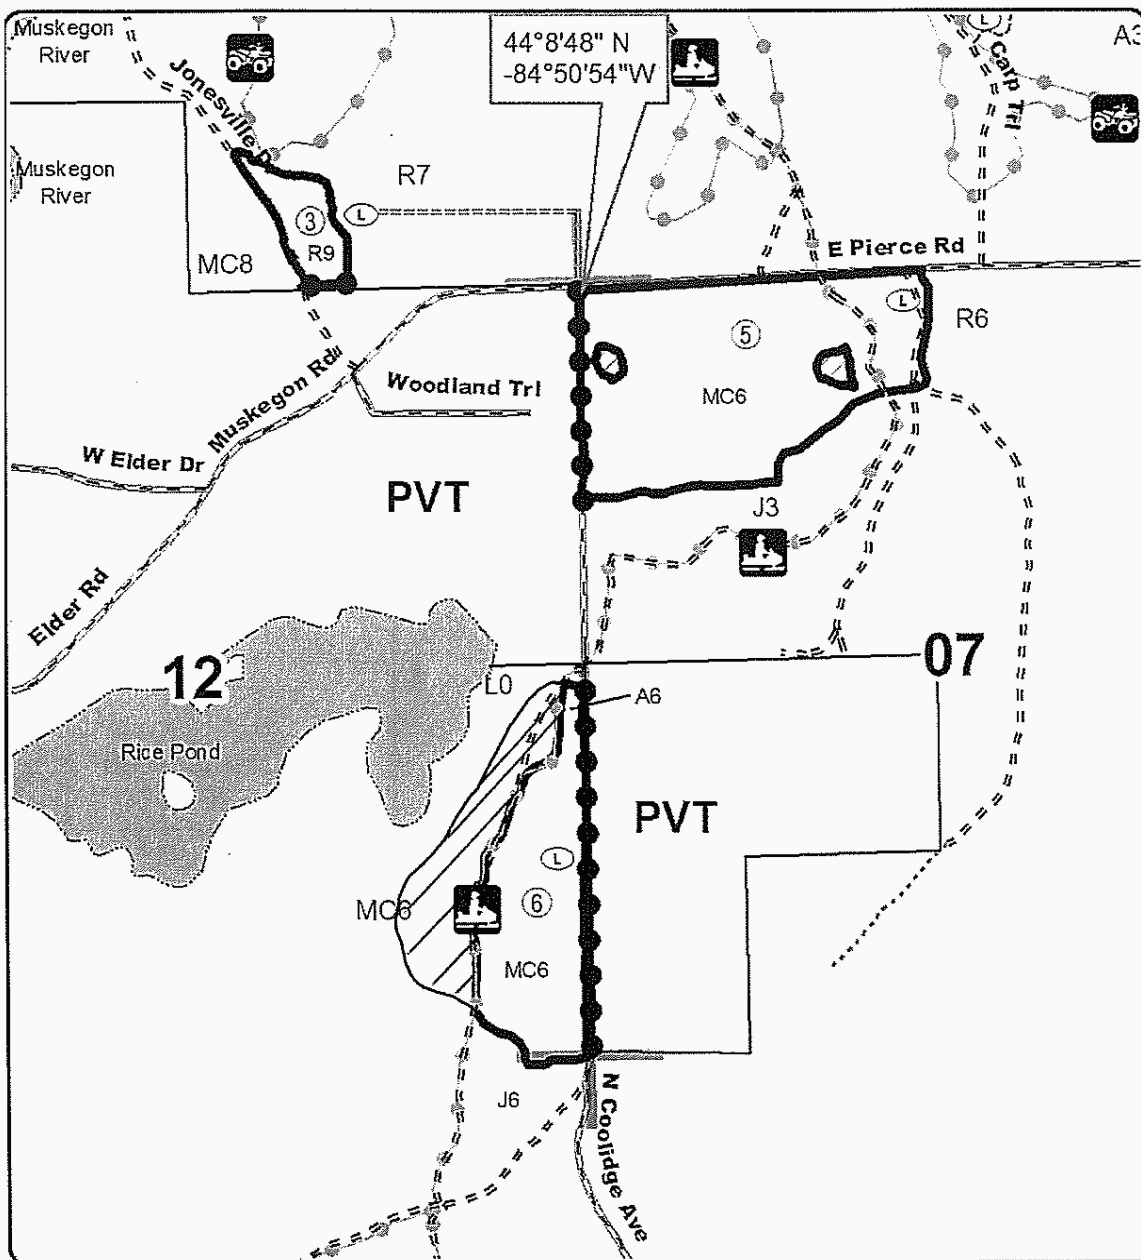 Muskegon
River
44°8'48" N
-84°50'54"W
L
Carp Trl
A3
Jonesville
Muskegon
River
R7
3
L
R9
MC8
E Pierce Rd
L
R6
5
MC6
Muskegon Rd
Woodland Trl
W Elder Dr
PVT
J3
Elder Rd
12
07
L0
A6
Rice Pond
PVT
L
6
MC6
MC6
J6
N Coolidge Ave